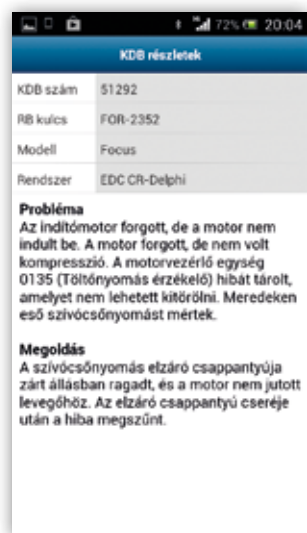 72% 20:04
KDB részletek
KDB szám 51292
RB kulcs FOR-2352
Modell Focus
Rendszer EDC CR-Delphi
Probléma
Az indítómotor forgott, de a motor nem
indult be. A motor forgott, de nem volt
kompresszió. A motorvezérlő egység
0135 (Töltőnyomás érzékelő) hibát tárolt,
amelyet nem lehetett kitörölni. Meredeken
eső szívócsőnyomást mértek.
Megoldás
A szívócsőnyomás elzáró csappantyúja
zárt állásban ragadt, és a motor nem jutott
levegőhöz. Az elzáró csappantyú cseréje
után a hiba megszűnt.